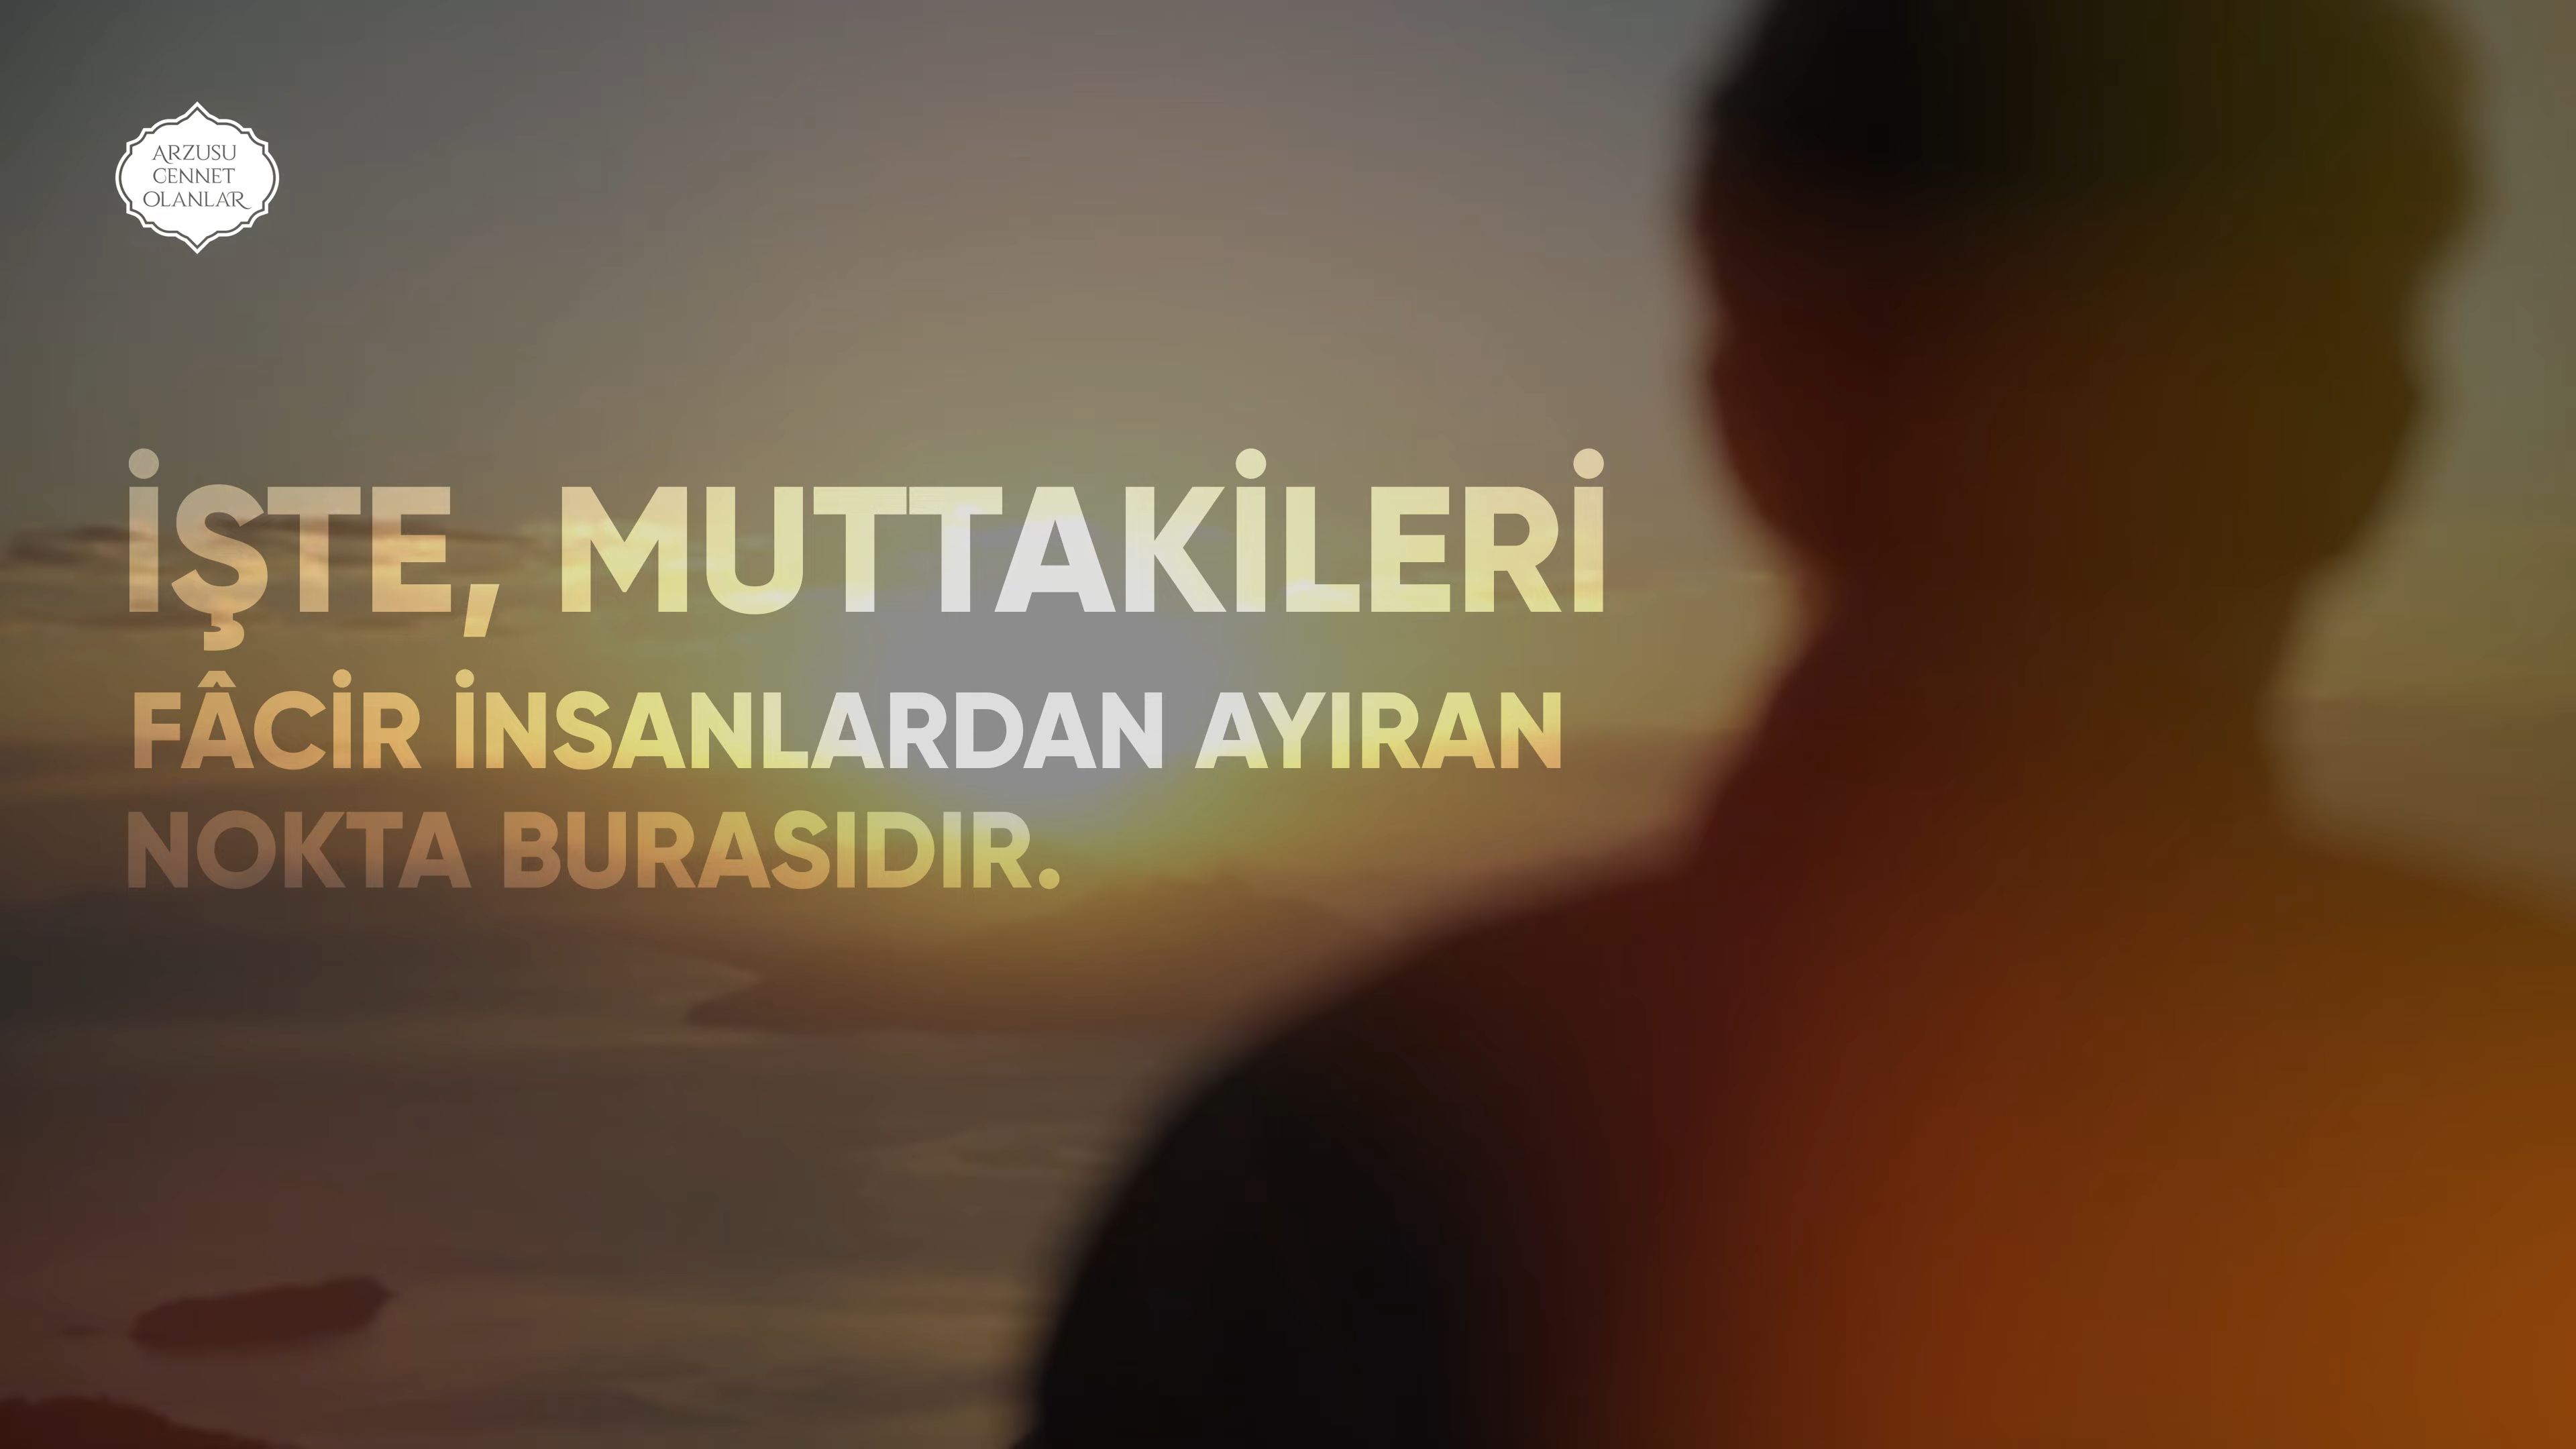 ARZUSU
CENNET
OLANLAR
İŞTE, MUTTAKİLERİ
FÂCİR İNSANLARDAN AYIRAN
NOKTA BURASIDIR.